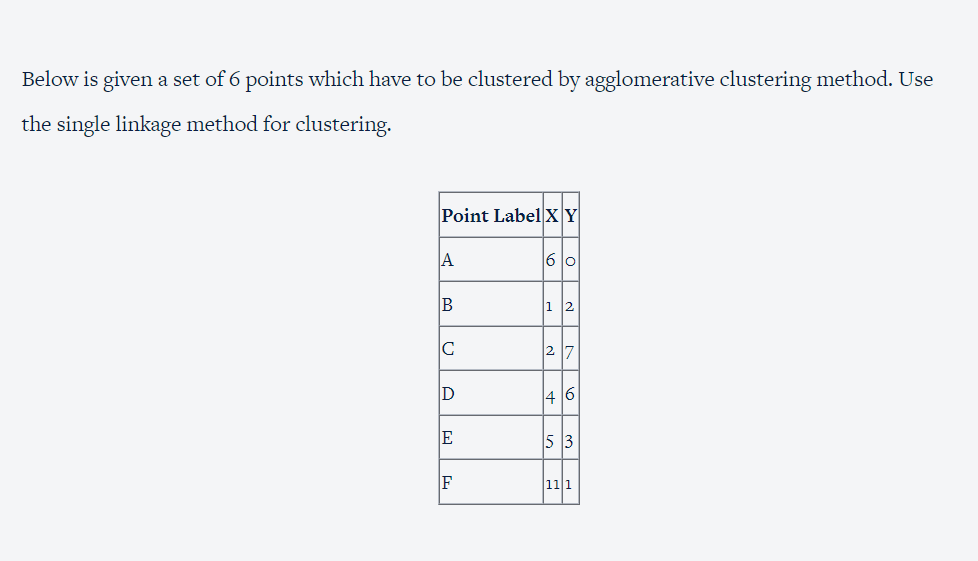 Below is given a set of 6 points which have to be clustered by agglomerative clustering method. Use
the single linkage method for clustering.
Point Label X Y
A 6 0
B 1 2
C 2 7
D 4 6
E 5 3
F 11 1